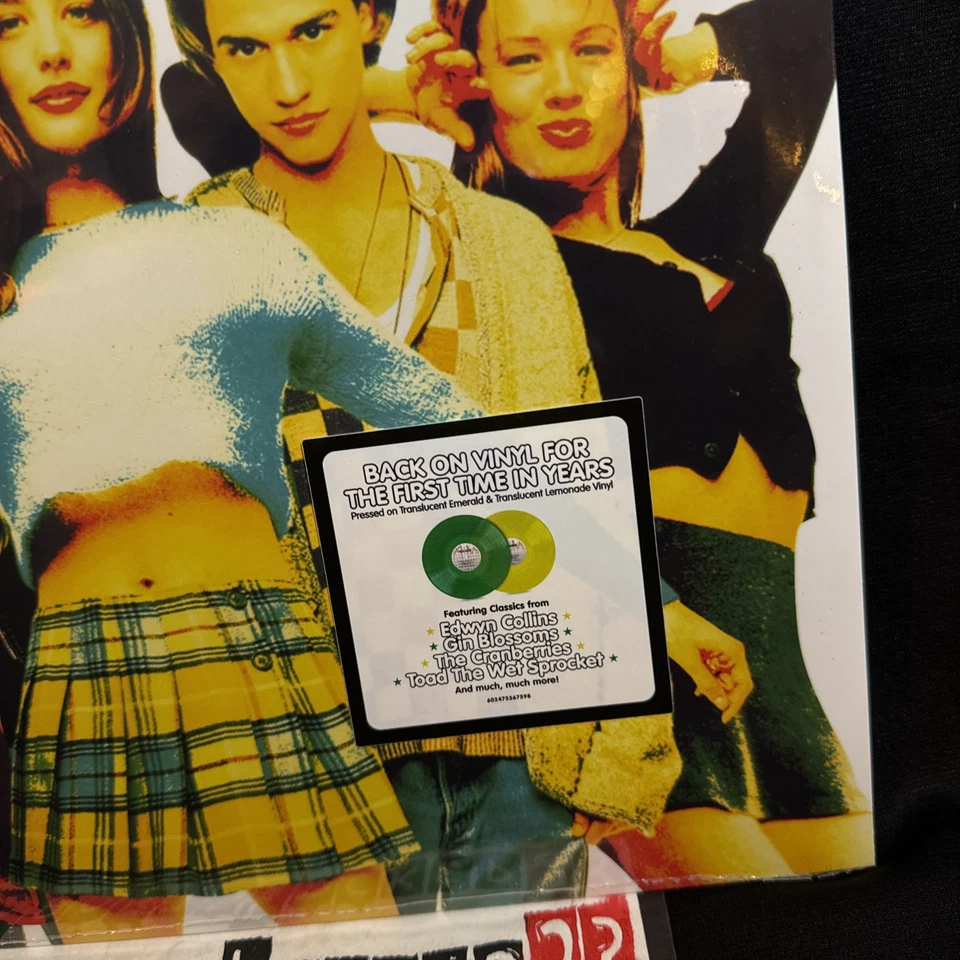 BACK ON VINYL FOR
THE FIRST TIME IN YEARS
Pressed on Translucent Emerald & Translucent Lemonade Vinyl
Featuring Classics from
Edwyn Collins
Gin Blossoms
The Cranberries
Toad The Wet Sprocket
And much, much more!
603475367598